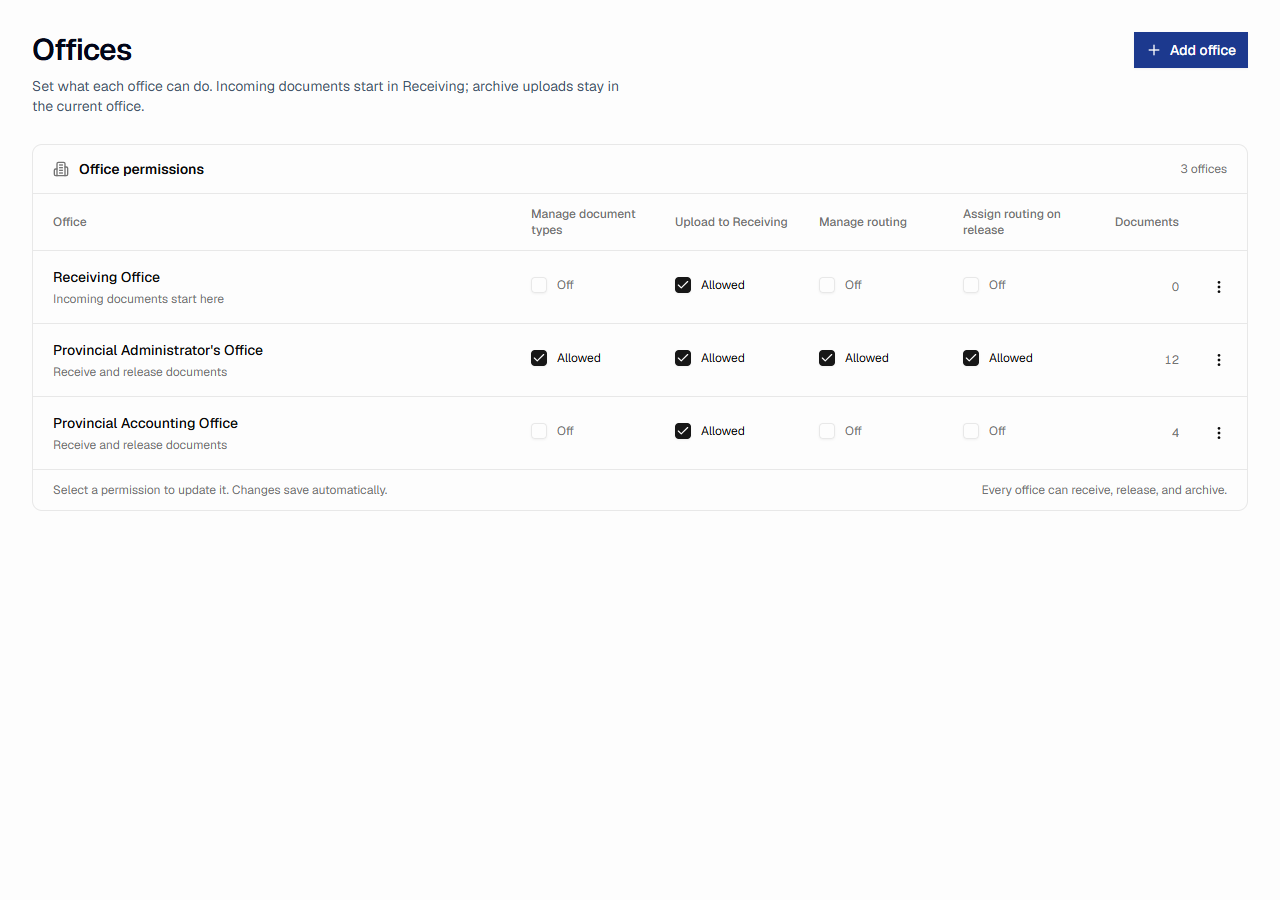 Offices
Add office
Set what each office can do. Incoming documents start in Receiving; archive uploads stay in
the current office.
Office permissions
3 offices
Office
Manage document
types
Upload to Receiving
Manage routing
Assign routing on
release
Documents
Receiving Office
Incoming documents start here
Off
Allowed
Off
Off
0
Provincial Administrator's Office
Receive and release documents
Allowed
Allowed
Allowed
Allowed
12
Provincial Accounting Office
Receive and release documents
Off
Allowed
Off
Off
4
Select a permission to update it. Changes save automatically.
Every office can receive, release, and archive.